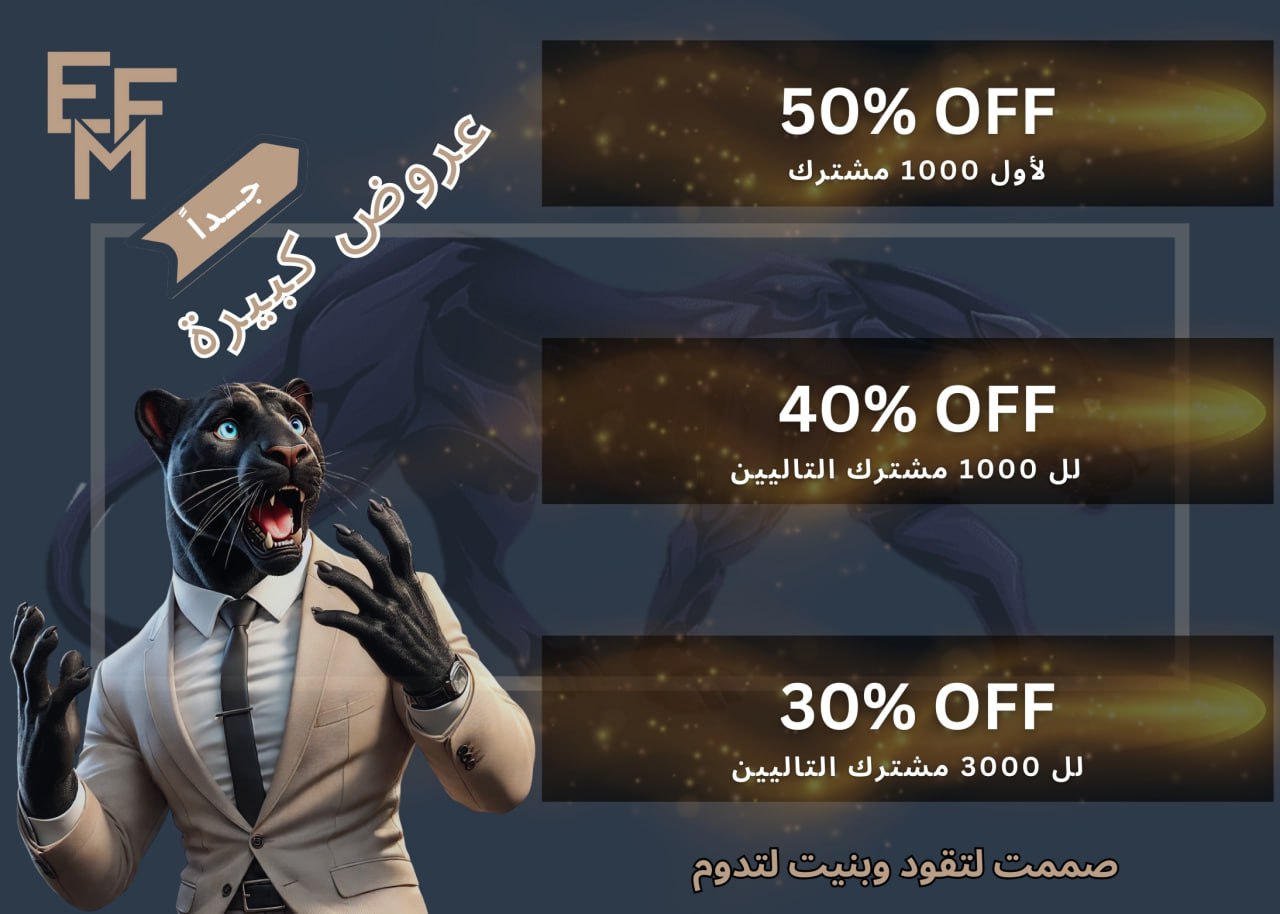 EFM
عروض كبيرة
جــداً
50% OFF
لأول 1000 مشترك
40% OFF
لل 1000 مشترك التاليين
30% OFF
لل 3000 مشترك التاليين
صممت لتقود وبنيت لتدوم